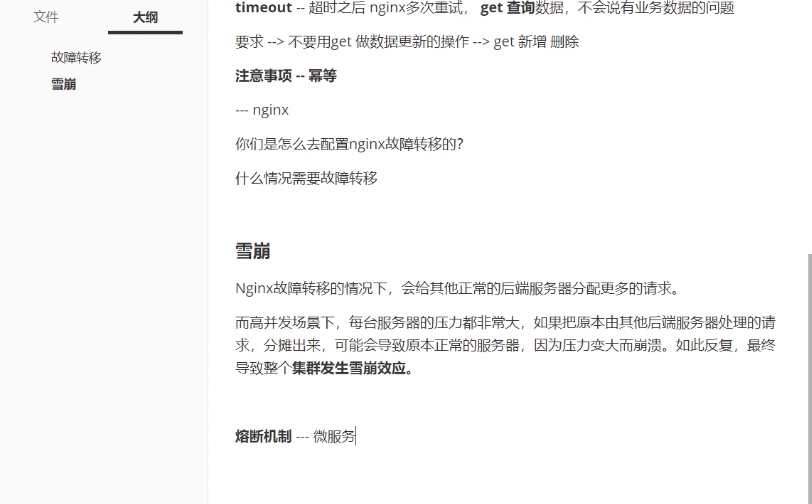 文件 大纲
故障转移
雪崩
timeout -- 超时之后 nginx多次重试， get 查询数据，不会说有业务数据的问题
要求 --> 不要用get 做数据更新的操作 --> get 新增 删除
注意事项 -- 幂等
--- nginx
你们是怎么去配置nginx故障转移的？
什么情况需要故障转移
雪崩
Nginx故障转移的情况下，会给其他正常的后端服务器分配更多的请求。
而高并发场景下，每台服务器的压力都非常大，如果把原本由其他后端服务器处理的请
求，分摊出来，可能会导致原本正常的服务器，因为压力变大而崩溃。如此反复，最终
导致整个集群发生雪崩效应。
熔断机制 --- 微服务